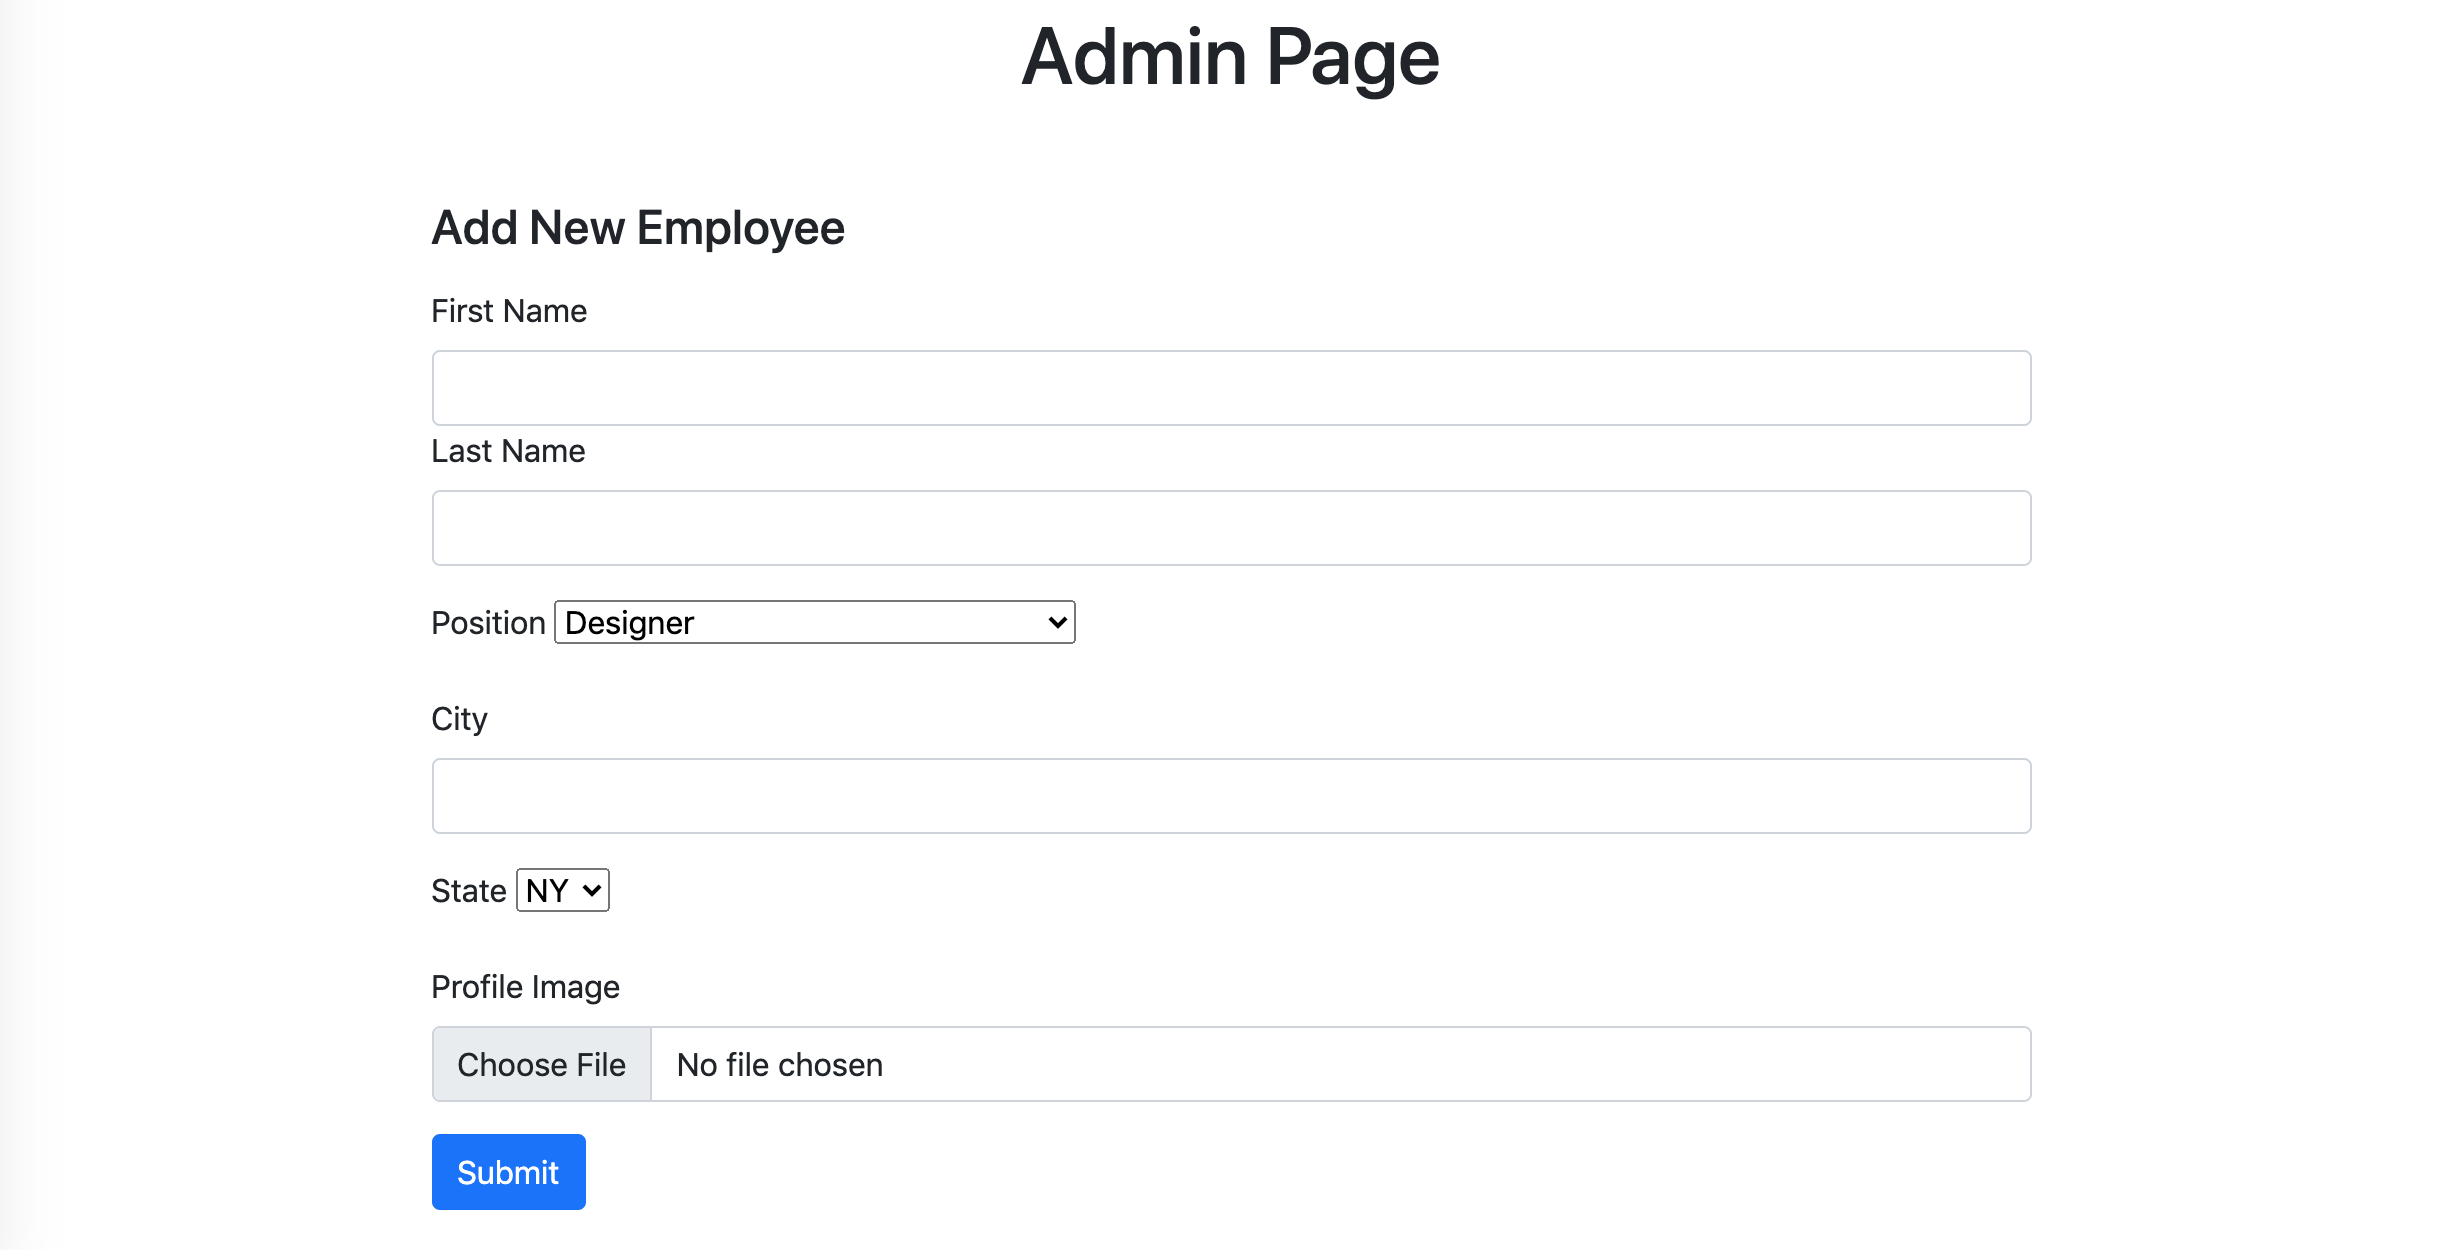 Admin Page
Add New Employee
First Name
Last Name
Position Designer
City
State NY
Profile Image
Choose File No file chosen
Submit